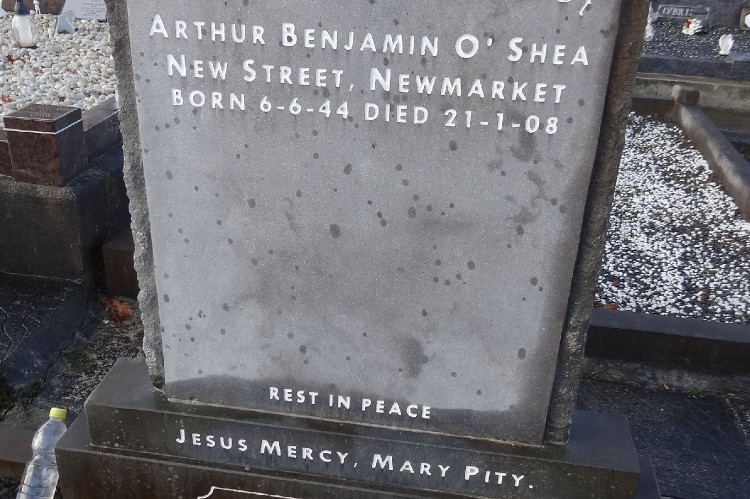 ARTHUR BENJAMIN O' SHEA
NEW STREET, NEWMARKET
BORN 6-6-44 DIED 21-1-08
REST IN PEACE
JESUS MERCY, MARY PITY.